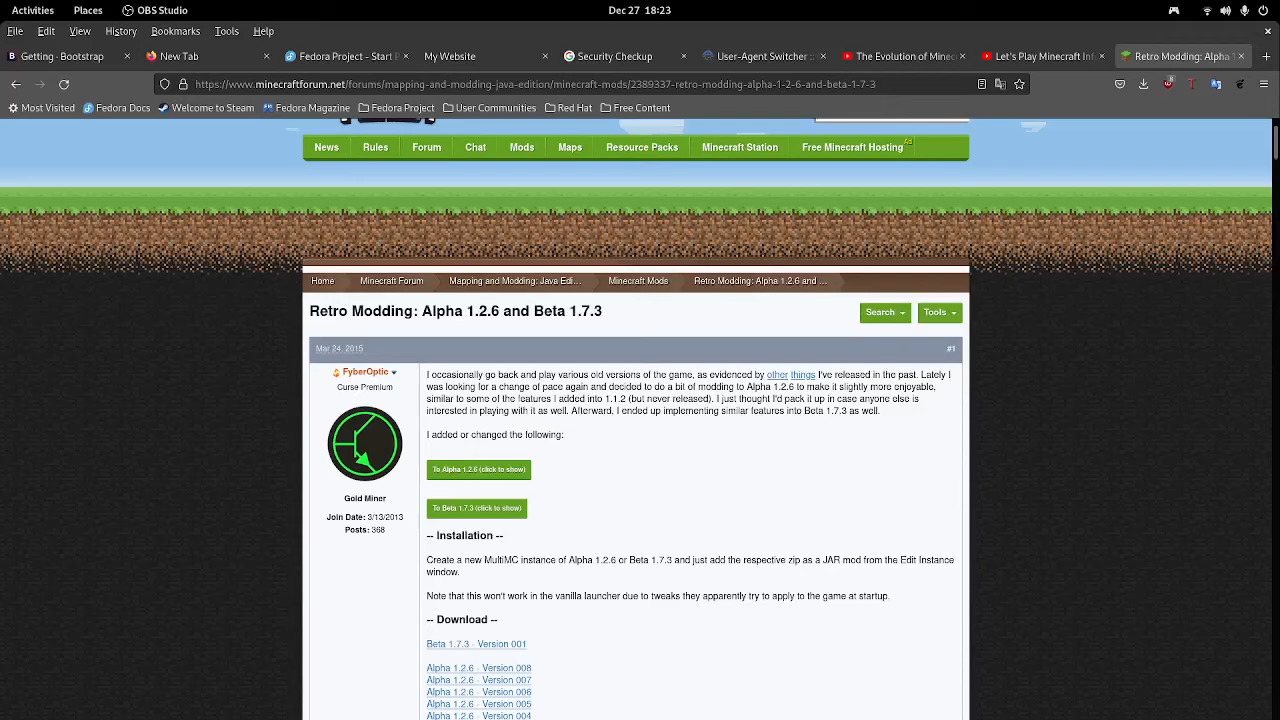 Activities Places OBS Studio Dec 27 18:23
File Edit View History Bookmarks Tools Help
Getting · Bootstrap New Tab Fedora Project - Start P My Website Security Checkup User-Agent Switcher :: The Evolution of Minec Let's Play Minecraft Inf Retro Modding: Alpha 1
https://www.minecraftforum.net/forums/mapping-and-modding-java-edition/minecraft-mods/2389337-retro-modding-alpha-1-2-6-and-beta-1-7-3
Most Visited Fedora Docs Welcome to Steam Fedora Magazine Fedora Project User Communities Red Hat Free Content
News Rules Forum Chat Mods Maps Resource Packs Minecraft Station Free Minecraft Hosting Ad
Home Minecraft Forum Mapping and Modding: Java Edi... Minecraft Mods Retro Modding: Alpha 1.2.6 and ...
Retro Modding: Alpha 1.2.6 and Beta 1.7.3 Search Tools
Mar 24, 2015 #1
FyberOptic
Curse Premium
Gold Miner
Join Date: 3/13/2013
Posts: 368
I occasionally go back and play various old versions of the game, as evidenced by other things I've released in the past. Lately I
was looking for a change of pace again and decided to do a bit of modding to Alpha 1.2.6 to make it slightly more enjoyable,
similar to some of the features I added into 1.1.2 (but never released). I just thought I'd pack it up in case anyone else is
interested in playing with it as well. Afterward, I ended up implementing similar features into Beta 1.7.3 as well.
I added or changed the following:
To Alpha 1.2.6 (click to show)
To Beta 1.7.3 (click to show)
-- Installation --
Create a new MultiMC instance of Alpha 1.2.6 or Beta 1.7.3 and just add the respective zip as a JAR mod from the Edit Instance
window.
Note that this won't work in the vanilla launcher due to tweaks they apparently try to apply to the game at startup.
-- Download --
Beta 1.7.3 - Version 001
Alpha 1.2.6 - Version 008
Alpha 1.2.6 - Version 007
Alpha 1.2.6 - Version 006
Alpha 1.2.6 - Version 005
Alpha 1.2.6 - Version 004